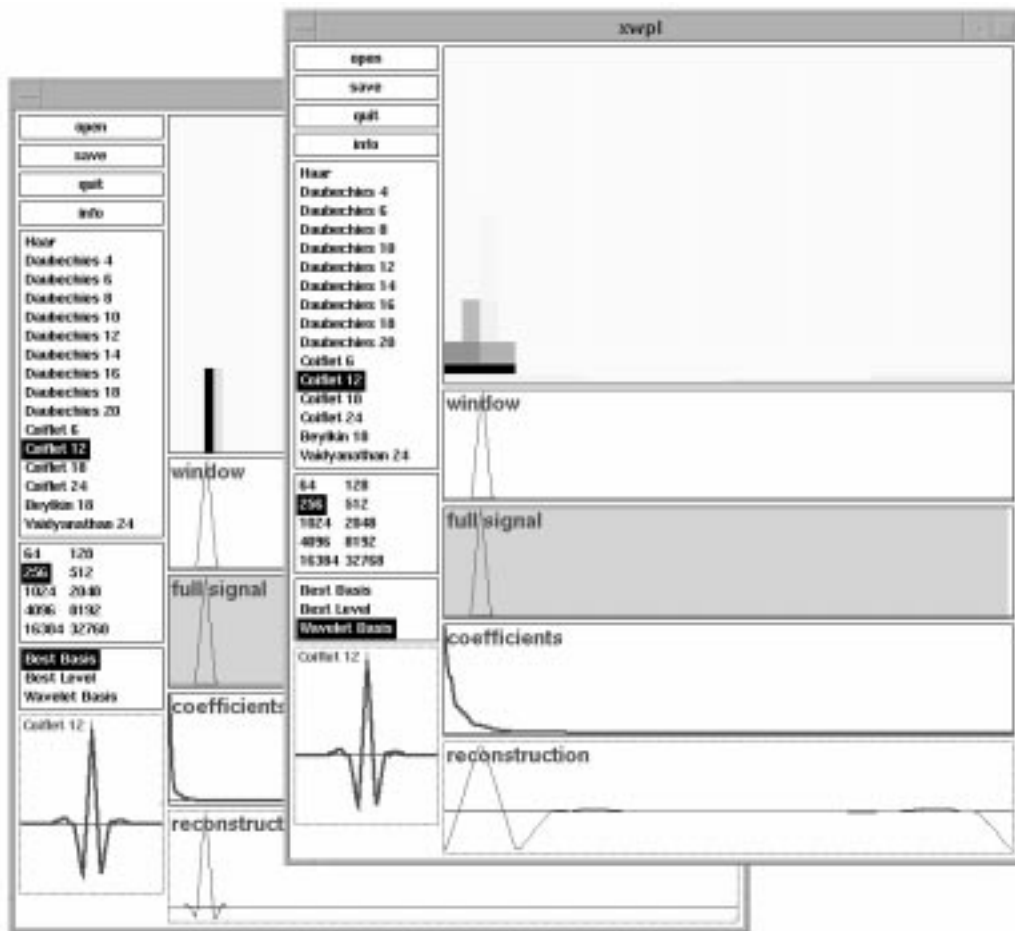 xwpl
open
save
quit
info
Haar
Daubechies 4
Daubechies 6
Daubechies 8
Daubechies 10
Daubechies 12
Daubechies 14
Daubechies 16
Daubechies 18
Daubechies 20
Coiflet 6
Coiflet 12
Coiflet 18
Coiflet 24
Beylkin 18
Vaidyanathan 24
64 128
256 512
1024 2048
4096 8192
16384 32768
Best Basis
Best Level
Wavelet Basis
Coiflet 12
window
full signal
coefficients
reconstruction
open
save
quit
info
Haar
Daubechies 4
Daubechies 6
Daubechies 8
Daubechies 10
Daubechies 12
Daubechies 14
Daubechies 16
Daubechies 18
Daubechies 20
Coiflet 6
Coiflet 12
Coiflet 18
Coiflet 24
Beylkin 18
Vaidyanathan 24
64 128
256 512
1024 2048
4096 8192
16384 32768
Best Basis
Best Level
Wavelet Basis
Coiflet 12
window
full signal
coefficients
reconstruct